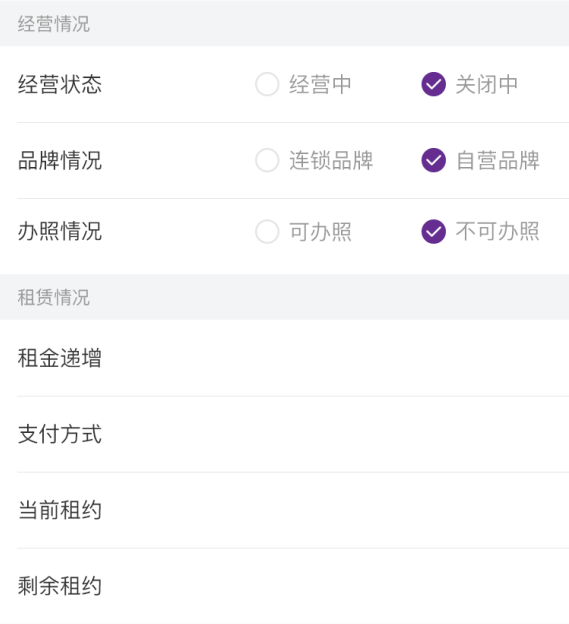 经营情况
经营状态 经营中 关闭中
品牌情况 连锁品牌 自营品牌
办照情况 可办照 不可办照
租赁情况
租金递增
支付方式
当前租约
剩余租约